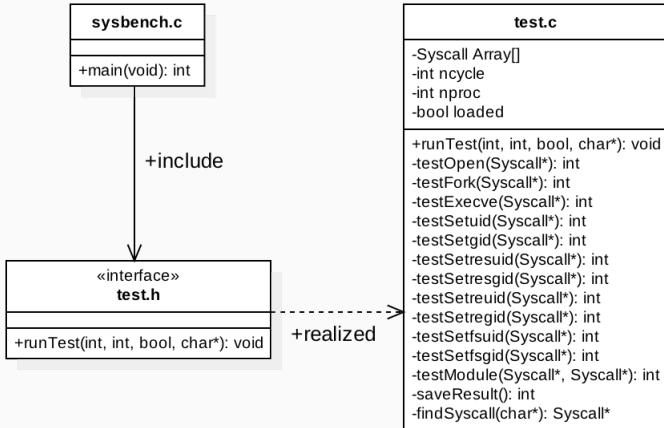 sysbench.c
+main(void): int
+include
«interface»
test.h
+runTest(int, int, bool, char*): void
+realized
test.c
-Syscall Array[]
-int ncycle
-int nproc
-bool loaded
+runTest(int, int, bool, char*): void
-testOpen(Syscall*): int
-testFork(Syscall*): int
-testExecve(Syscall*): int
-testSetuid(Syscall*): int
-testSetgid(Syscall*): int
-testSetresuid(Syscall*): int
-testSetresgid(Syscall*): int
-testSetreuid(Syscall*): int
-testSetregid(Syscall*): int
-testSetfsuid(Syscall*): int
-testSetfsgid(Syscall*): int
-testModule(Syscall*, Syscall*): int
-saveResult(): int
-findSyscall(char*): Syscall*